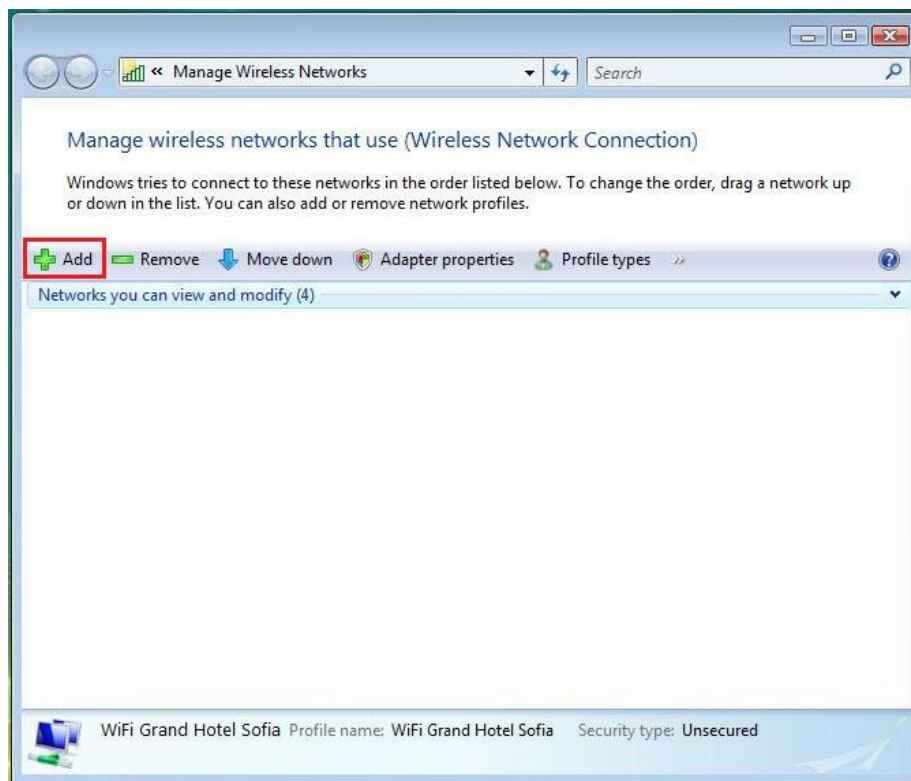 « Manage Wireless Networks
Search
Manage wireless networks that use (Wireless Network Connection)
Windows tries to connect to these networks in the order listed below. To change the order, drag a network up
or down in the list. You can also add or remove network profiles.
Add Remove Move down Adapter properties Profile types »
Networks you can view and modify (4)
WiFi Grand Hotel Sofia Profile name: WiFi Grand Hotel Sofia Security type: Unsecured